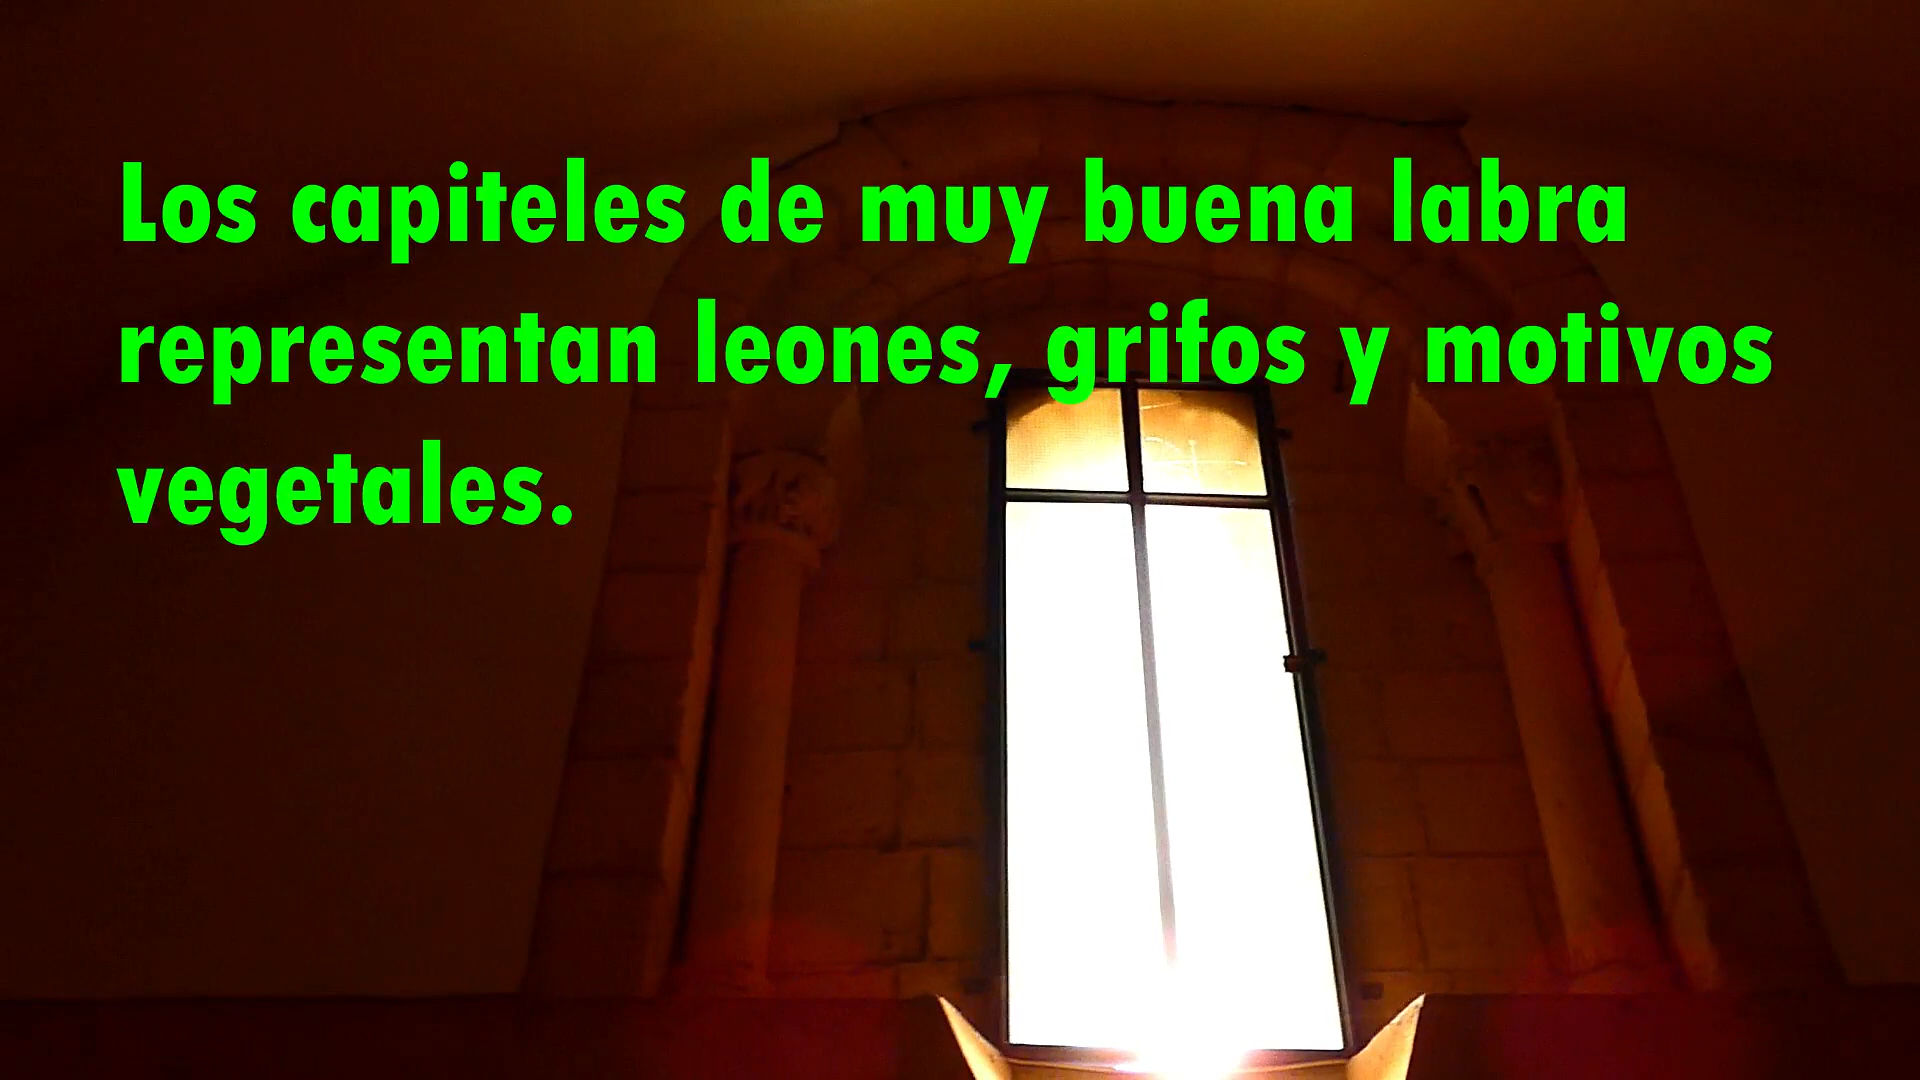 Los capiteles de muy buena labra
representan leones, grifos y motivos
vegetales.